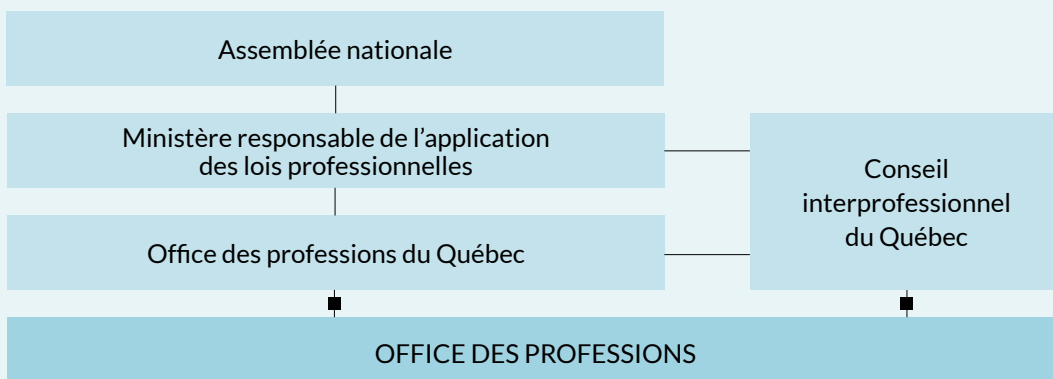 Assemblée nationale
Ministère responsable de l'application
des lois professionnelles
Conseil
interprofessionnel
du Québec
Office des professions du Québec
OFFICE DES PROFESSIONS